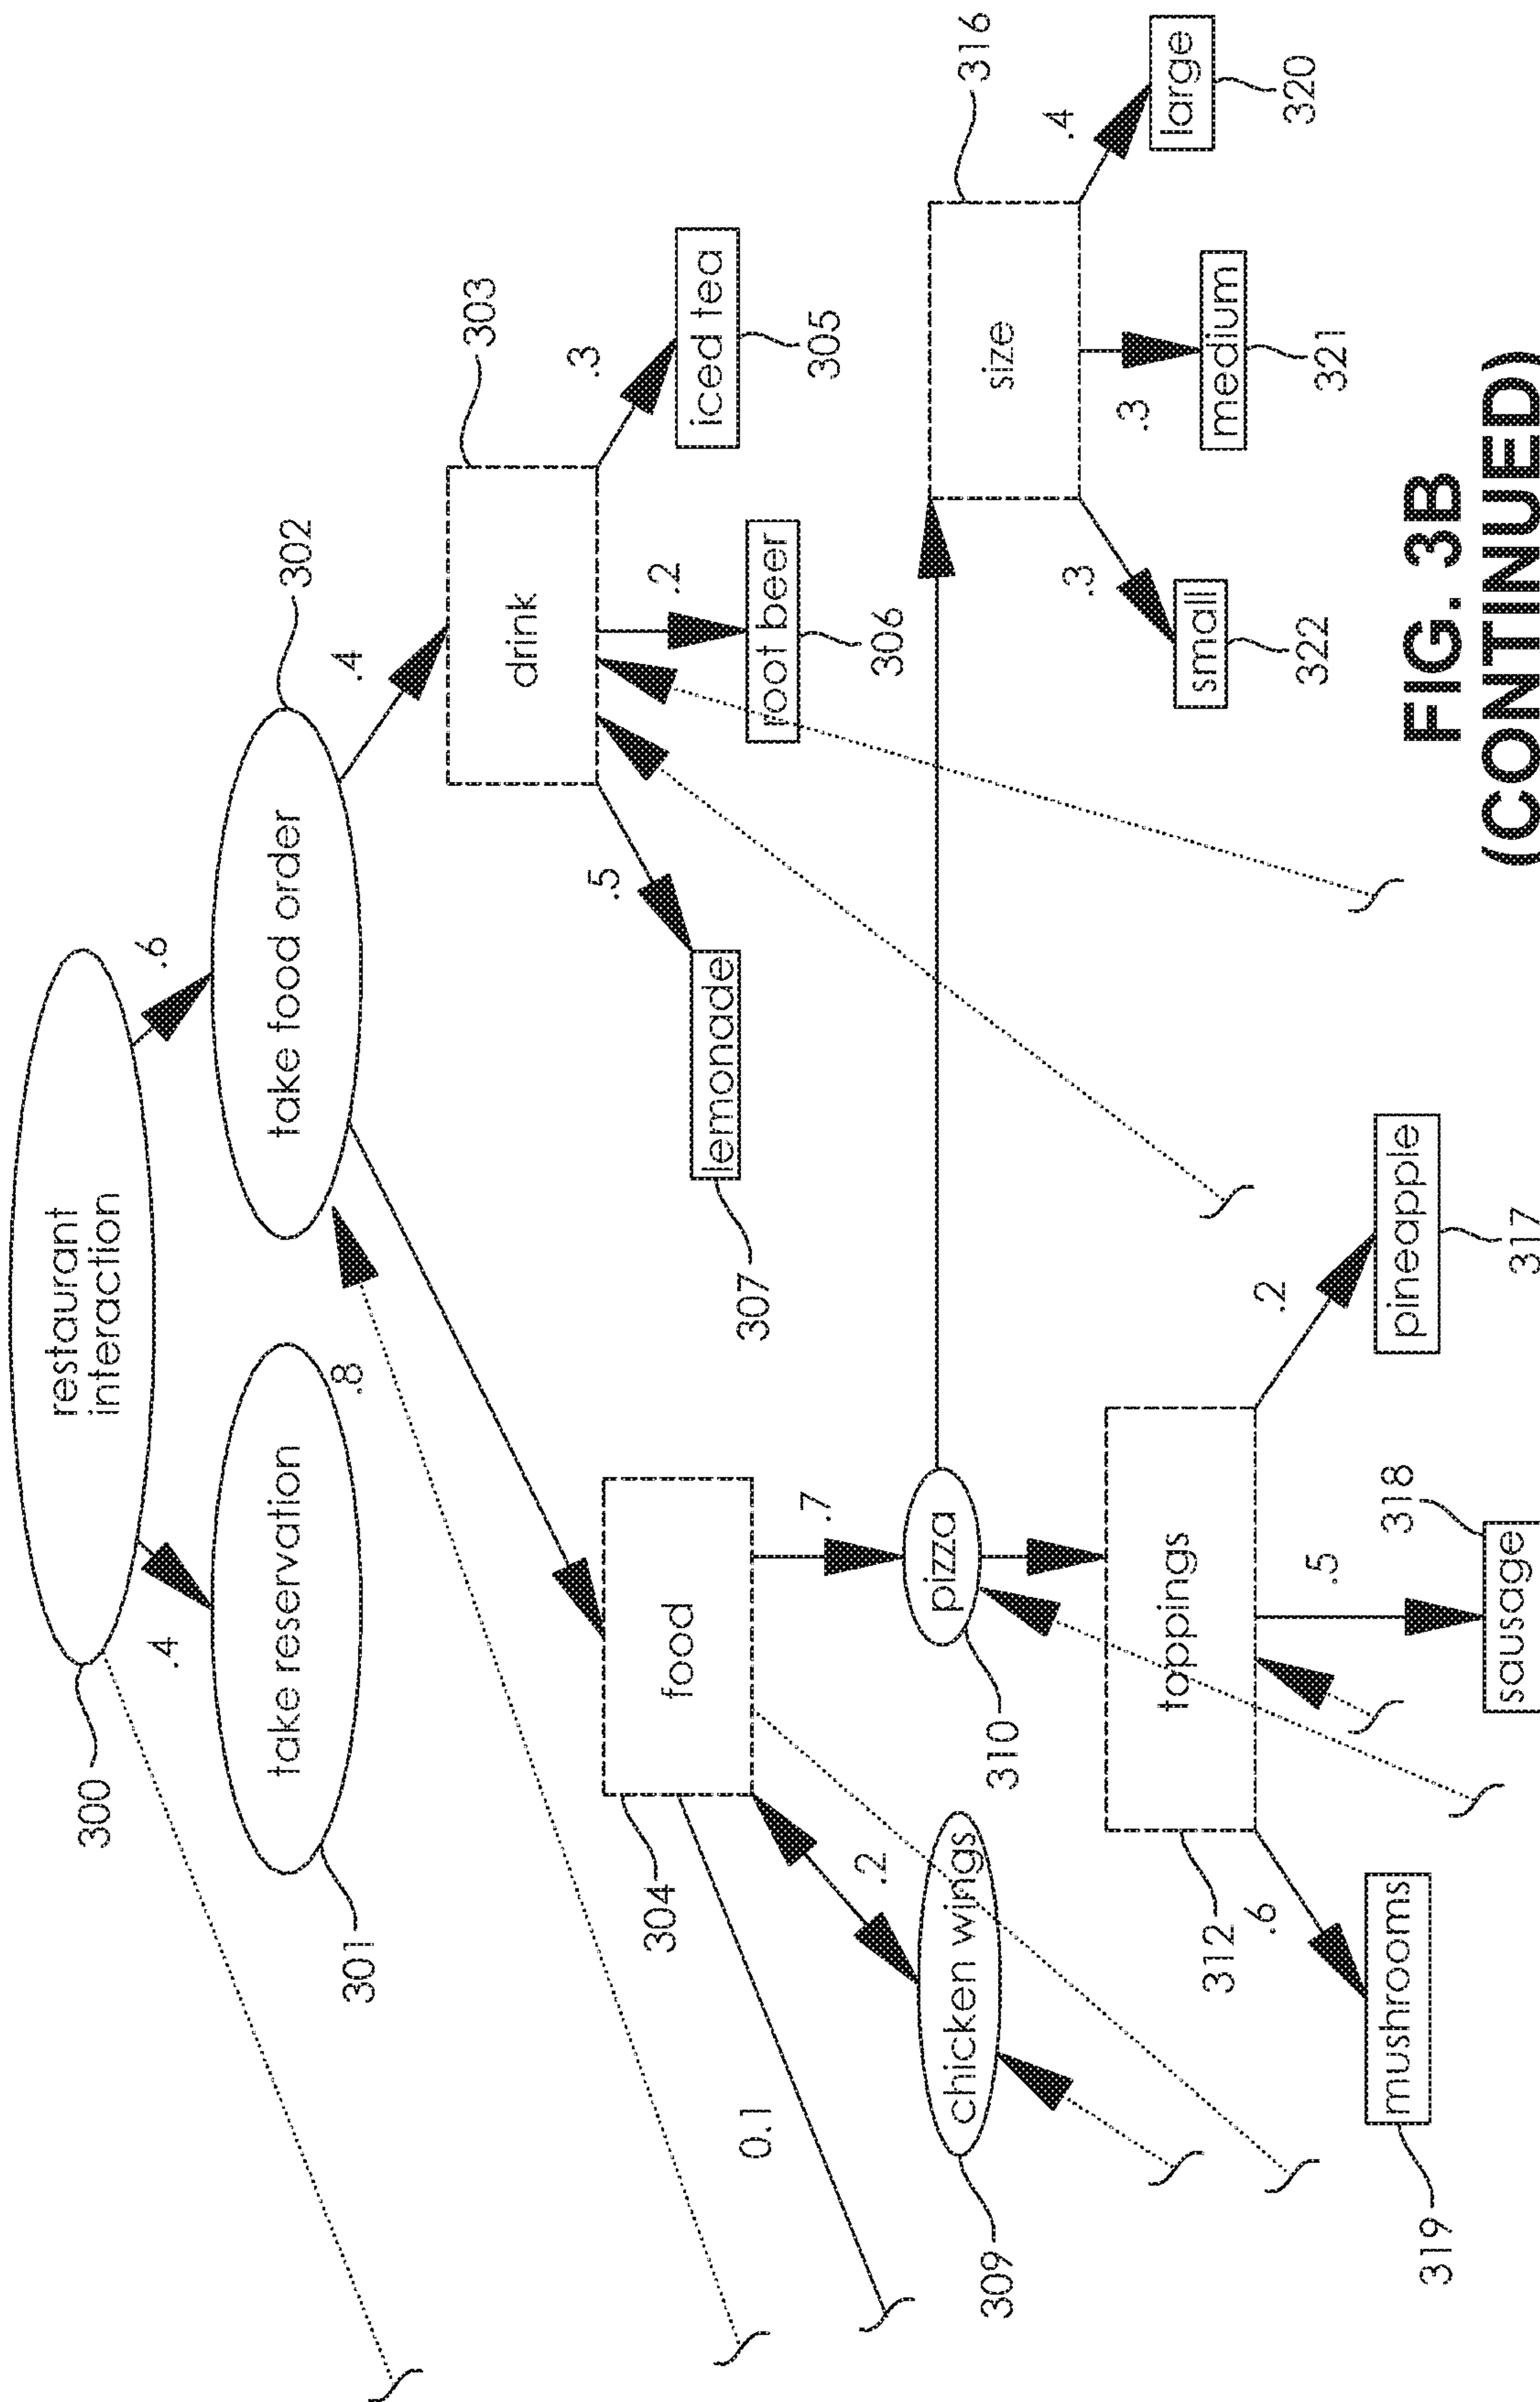 restaurant
interaction
300
.4
.6
take reservation
301
take food order
302
.8
.4
drink
303
.5
.2
.3
lemonade
307
root beer
306
iced tea
305
food
304
0.1
.2
.7
chicken wings
309
pizza
310
size
316
.3
.3
.4
small
322
medium
321
large
320
toppings
312
.6
.5
.2
mushrooms
319
sausage
318
pineapple
317
FIG. 3B
(CONTINUED)